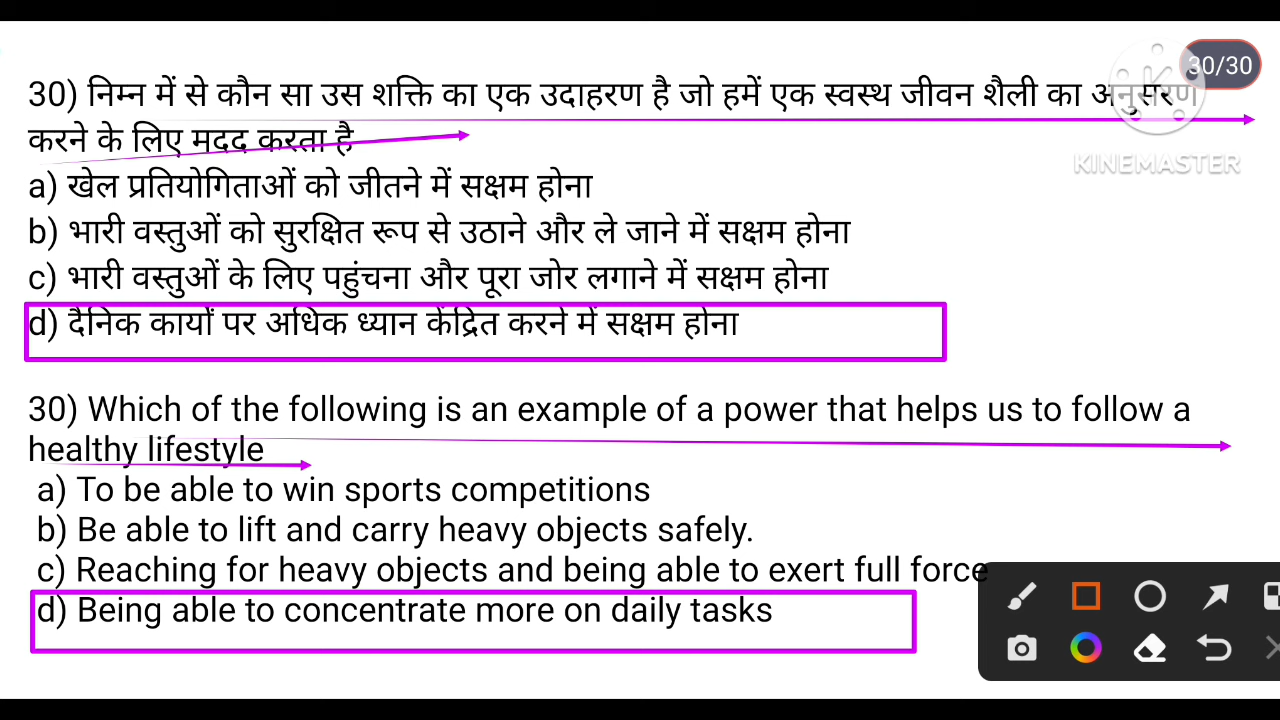 30/30
30) निम्न में से कौन सा उस शक्ति का एक उदाहरण है जो हमें एक स्वस्थ जीवन शैली का अनुसरण
करने के लिए मदद करता है
KINEMASTER
a) खेल प्रतियोगिताओं को जीतने में सक्षम होना
b) भारी वस्तुओं को सुरक्षित रूप से उठाने और ले जाने में सक्षम होना
c) भारी वस्तुओं के लिए पहुंचना और पूरा जोर लगाने में सक्षम होना
d) दैनिक कार्यों पर अधिक ध्यान केंद्रित करने में सक्षम होना
30) Which of the following is an example of a power that helps us to follow a
healthy lifestyle
a) To be able to win sports competitions
b) Be able to lift and carry heavy objects safely.
c) Reaching for heavy objects and being able to exert full force
d) Being able to concentrate more on daily tasks